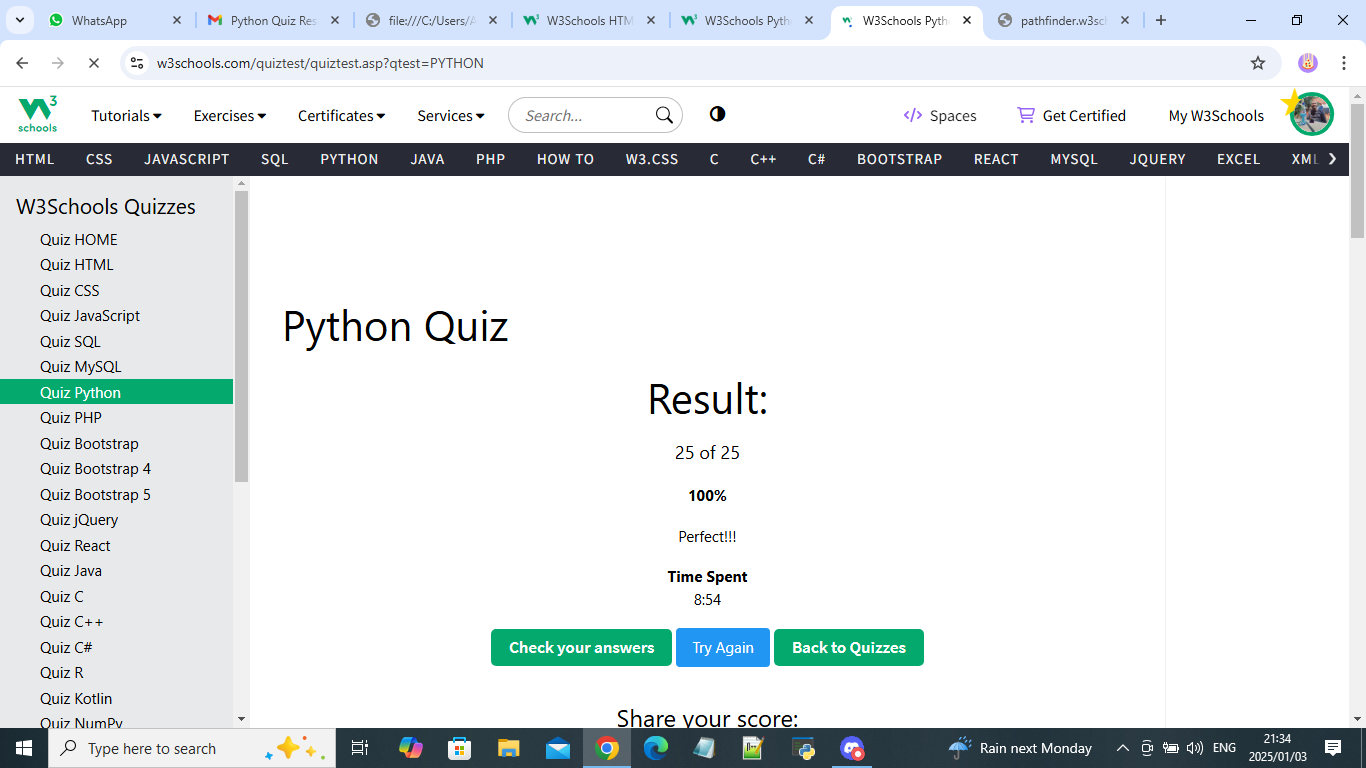 WhatsApp
Python Quiz Res
file:///C:/Users/A
W3Schools HTM
W3Schools Pyth
W3Schools Pyth
pathfinder.w3sch
w3schools.com/quiztest/quiztest.asp?qtest=PYTHON
W3 schools
Tutorials
Exercises
Certificates
Services
Search...
Spaces
Get Certified
My W3Schools
HTML CSS JAVASCRIPT SQL PYTHON JAVA PHP HOW TO W3.CSS C C++ C# BOOTSTRAP REACT MYSQL JQUERY EXCEL XML
W3Schools Quizzes
Quiz HOME
Quiz HTML
Quiz CSS
Quiz JavaScript
Quiz SQL
Quiz MySQL
Quiz Python
Quiz PHP
Quiz Bootstrap
Quiz Bootstrap 4
Quiz Bootstrap 5
Quiz jQuery
Quiz React
Quiz Java
Quiz C
Quiz C++
Quiz C#
Quiz R
Quiz Kotlin
Quiz NumPy
Python Quiz
Result:
25 of 25
100%
Perfect!!!
Time Spent
8:54
Check your answers
Try Again
Back to Quizzes
Share your score:
Type here to search
Rain next Monday
ENG
21:34
2025/01/03